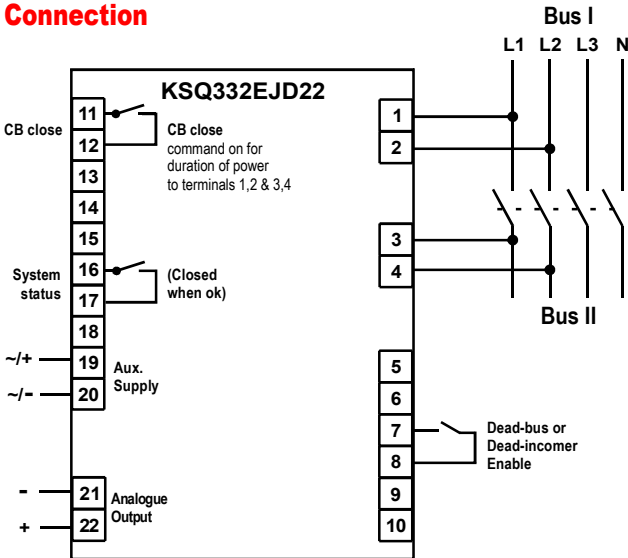 Connection
Bus I
L1 L2 L3 N
KSQ332EJD22
CB close
11
12
13
14
15
16
17
18
19
20
21
22
CB close
command on for
duration of power
to terminals 1,2 & 3,4
System
status
(Closed
when ok)
~/+
~/-
Aux.
Supply
-
+
Analogue
Output
1
2
3
4
5
6
7
8
9
10
Bus II
Dead-bus or
Dead-incomer
Enable